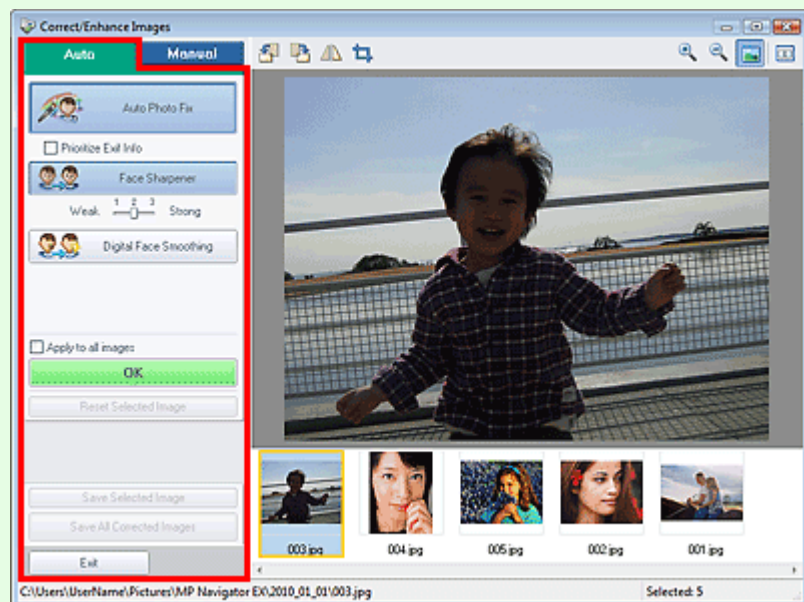 Correct/Enhance Images
Auto Manual
Auto Photo Fix
Prioritize Exif Info
Face Sharpener
1 2 3
Weak Strong
Digital Face Smoothing
Apply to all images
OK
Reset Selected Image
Save Selected Image
Save All Corrected Images
Exit
003.jpg 004.jpg 005.jpg 002.jpg 001.jpg
C:\Users\UserName\Pictures\MP Navigator EX\2010_01_01\003.jpg Selected: 5